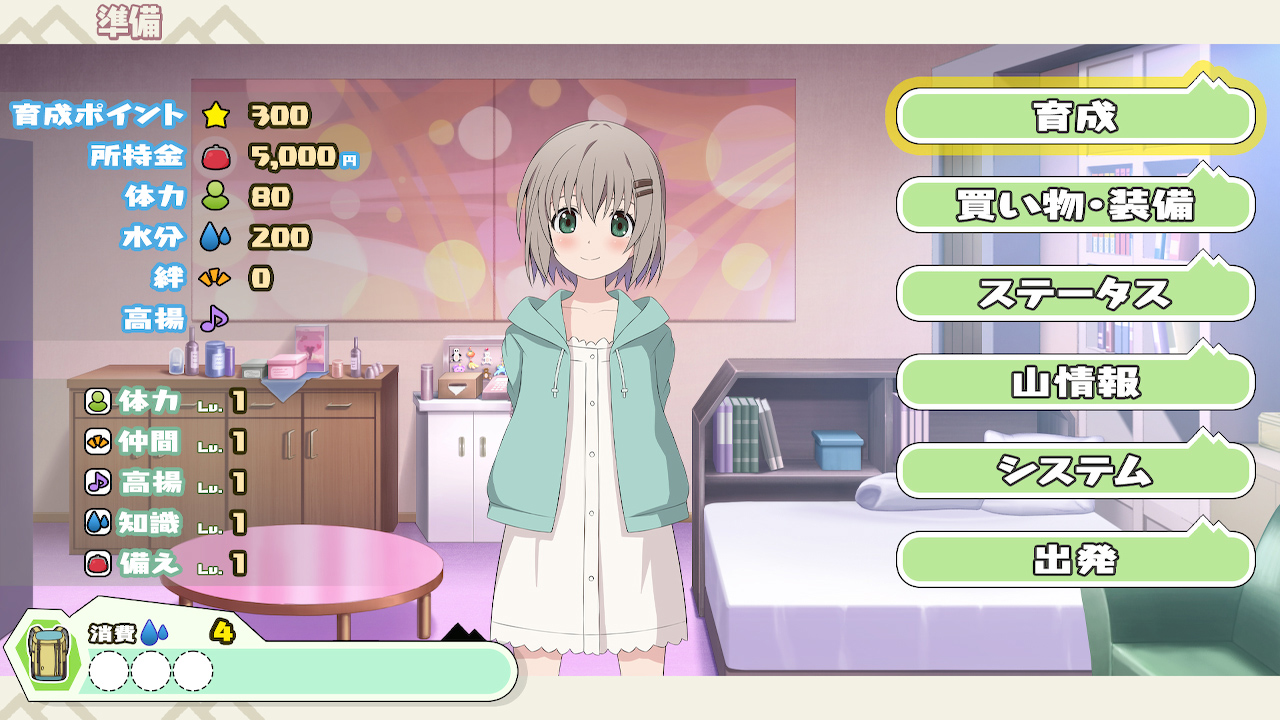 準備
育成ポイント 300
所持金 5,000円
体力 80
水分 200
絆 0
高揚
体力 Lv. 1
仲間 Lv. 1
高揚 Lv. 1
知識 Lv. 1
備え Lv. 1
消費 4
育成
買い物・装備
ステータス
山情報
システム
出発